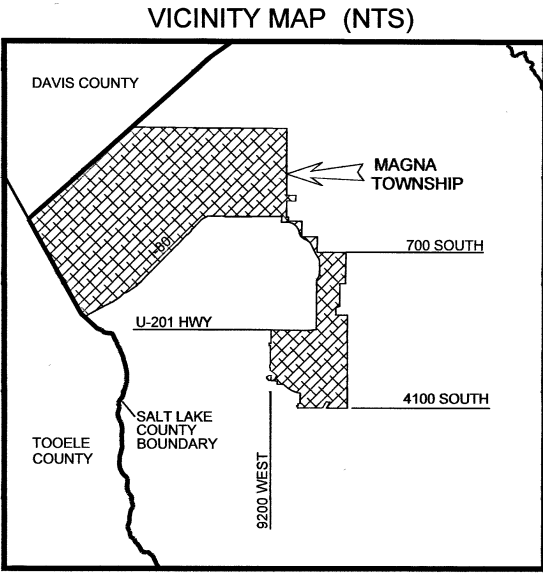 VICINITY MAP (NTS)
DAVIS COUNTY
MAGNA
TOWNSHIP
I-80
700 SOUTH
U-201 HWY
4100 SOUTH
SALT LAKE
COUNTY
BOUNDARY
TOOELE
COUNTY
9200 WEST